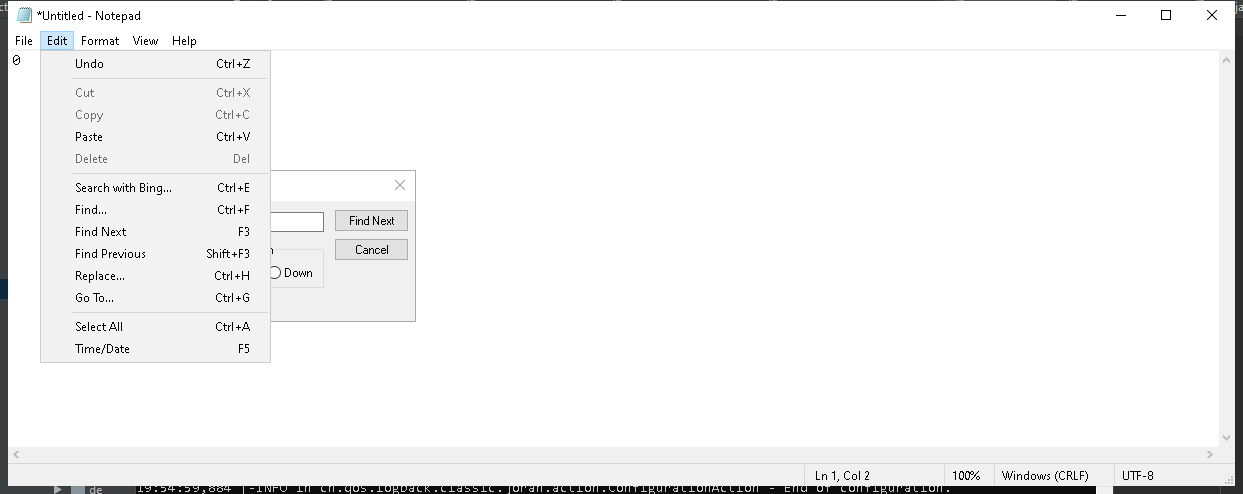 *Untitled - Notepad
File Edit Format View Help
0
Undo Ctrl+Z
Cut Ctrl+X
Copy Ctrl+C
Paste Ctrl+V
Delete Del
Search with Bing... Ctrl+E
Find... Ctrl+F
Find Next F3
Find Previous Shift+F3
Replace... Ctrl+H
Go To... Ctrl+G
Select All Ctrl+A
Time/Date F5
Find Next
Cancel
Down
Ln 1, Col 2 100% Windows (CRLF) UTF-8
de 19:54:59,884 |-INFO in ch.qos.logback.classic.joran.action.ConfigurationAction - End of configuration.